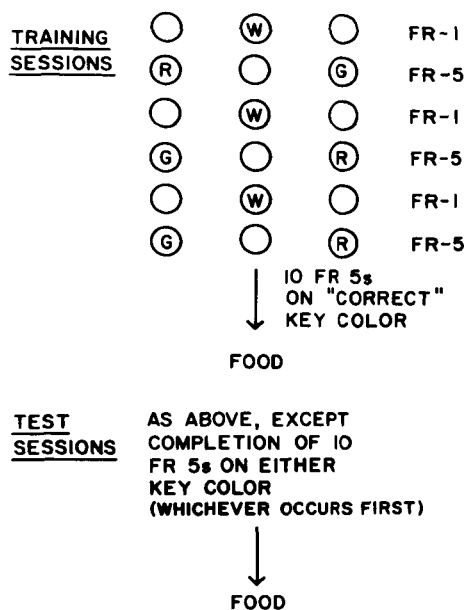 TRAINING
SESSIONS
W FR-1
R G FR-5
W FR-1
G R FR-5
W FR-1
G R FR-5
10 FR 5s
ON "CORRECT"
KEY COLOR
FOOD
TEST
SESSIONS
AS ABOVE, EXCEPT
COMPLETION OF 10
FR 5s ON EITHER
KEY COLOR
(WHICHEVER OCCURS FIRST)
FOOD